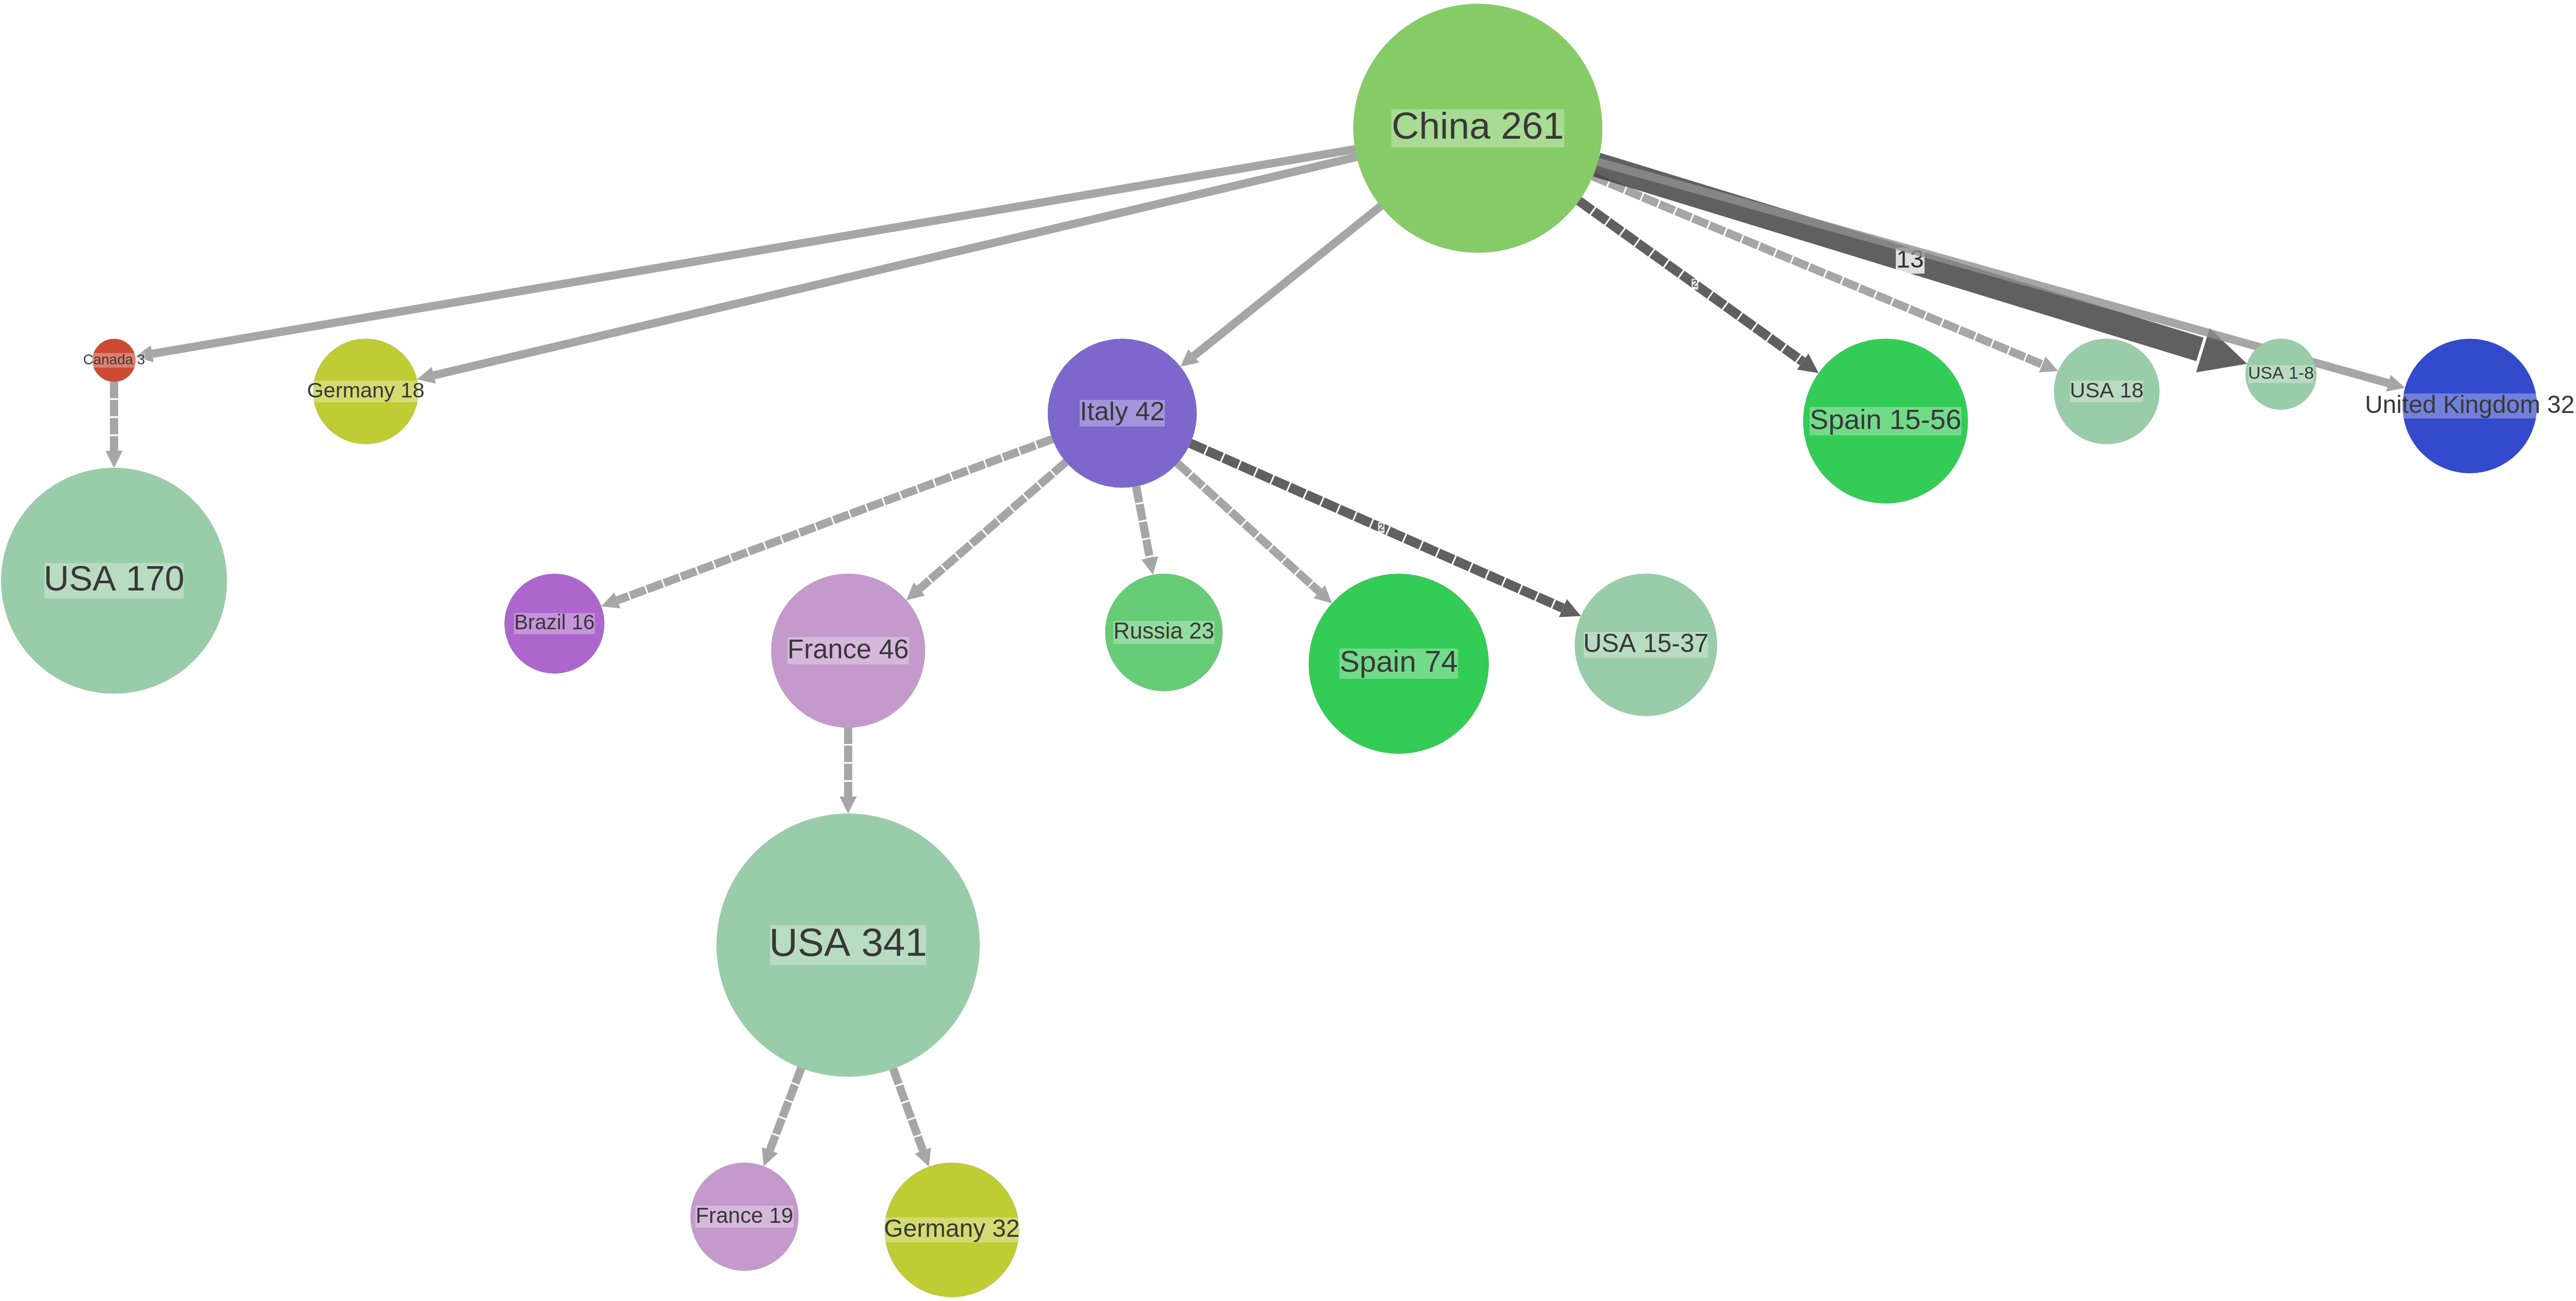 China 261
13
2
Canada 3
Germany 18
Italy 42
Spain 15-56
USA 18
USA 1-8
United Kingdom 32
2
USA 170
Brazil 16
France 46
Russia 23
Spain 74
USA 15-37
USA 341
France 19
Germany 32